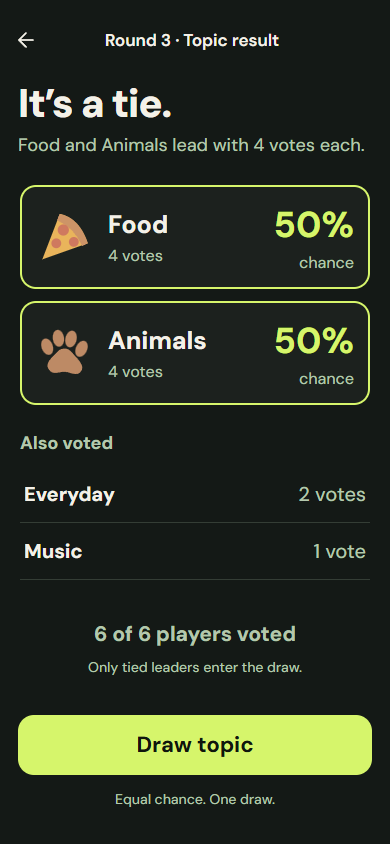 Round 3 · Topic result
It's a tie.
Food and Animals lead with 4 votes each.
Food
4 votes
50%
chance
Animals
4 votes
50%
chance
Also voted
Everyday
2 votes
Music
1 vote
6 of 6 players voted
Only tied leaders enter the draw.
Draw topic
Equal chance. One draw.